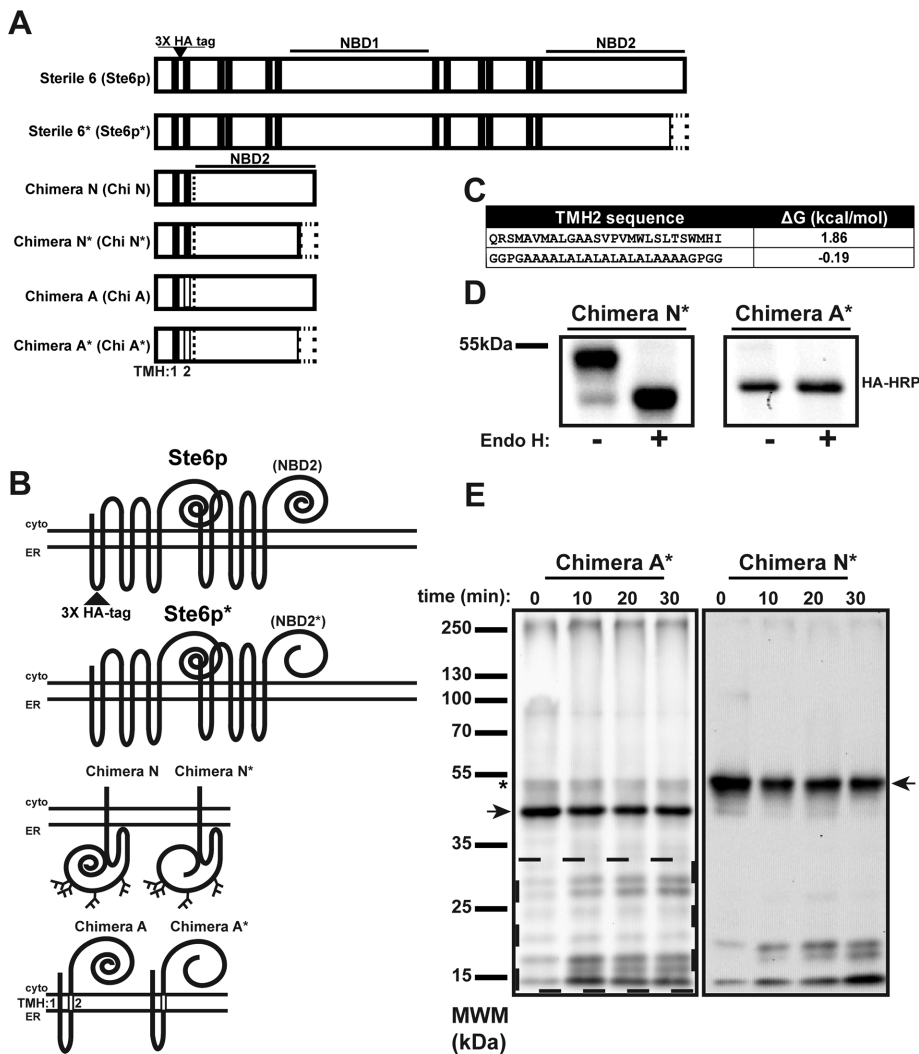 A
3X HA tag
NBD1
NBD2
Sterile 6 (Ste6p)
Sterile 6* (Ste6p*)
NBD2
Chimera N (Chi N)
Chimera N* (Chi N*)
Chimera A (Chi A)
Chimera A* (Chi A*)
TMH:1 2
C
TMH2 sequence ΔG (kcal/mol)
QRSMAVMALGAASVPVMWLSLTSWMHI 1.86
GGPGAAAALALALALALALAAAAGPGG -0.19
D
Chimera N* Chimera A*
55kDa
HA-HRP
Endo H: - + - +
B
Ste6p
(NBD2)
cyto
ER
3X HA-tag
Ste6p*
(NBD2*)
cyto
ER
Chimera N Chimera N*
cyto
ER
Chimera A Chimera A*
cyto
TMH:1 2
ER
E
Chimera A* Chimera N*
time (min): 0 10 20 30 0 10 20 30
250
130
100
70
55
*
35
25
15
MWM
(kDa)